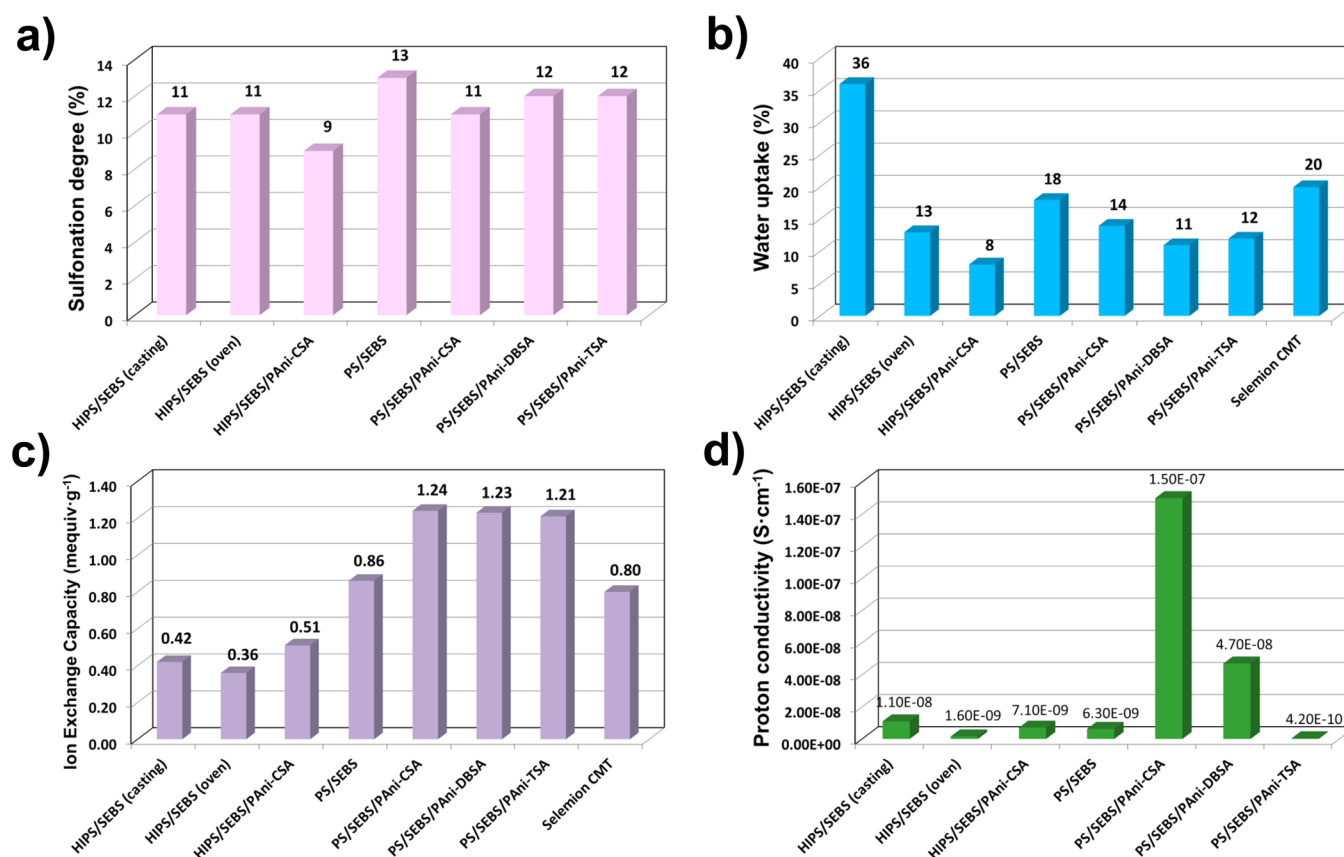 a)
Sulfonation degree (%)
14
12
10
8
6
4
2
0
11
11
9
13
11
12
12
HIPS/SEBS (casting)
HIPS/SEBS (oven)
HIPS/SEBS/PAni-CSA
PS/SEBS
PS/SEBS/PAni-CSA
PS/SEBS/PAni-DBSA
PS/SEBS/PAni-TSA
b)
Water uptake (%)
40
35
30
25
20
15
10
5
0
36
13
8
18
14
11
12
20
HIPS/SEBS (casting)
HIPS/SEBS (oven)
HIPS/SEBS/PAni-CSA
PS/SEBS
PS/SEBS/PAni-CSA
PS/SEBS/PAni-DBSA
PS/SEBS/PAni-TSA
Selemion CMT
c)
Ion Exchange Capacity (mequiv·g⁻¹)
1.40
1.20
1.00
0.80
0.60
0.40
0.20
0.00
0.42
0.36
0.51
0.86
1.24
1.23
1.21
0.80
HIPS/SEBS (casting)
HIPS/SEBS (oven)
HIPS/SEBS/PAni-CSA
PS/SEBS
PS/SEBS/PAni-CSA
PS/SEBS/PAni-DBSA
PS/SEBS/PAni-TSA
Selemion CMT
d)
Proton conductivity (S·cm⁻¹)
1.60E-07
1.40E-07
1.20E-07
1.00E-07
8.00E-08
6.00E-08
4.00E-08
2.00E-08
0.00E+00
1.10E-08
1.60E-09
7.10E-09
6.30E-09
1.50E-07
4.70E-08
4.20E-10
HIPS/SEBS (casting)
HIPS/SEBS (oven)
HIPS/SEBS/PAni-CSA
PS/SEBS
PS/SEBS/PAni-CSA
PS/SEBS/PAni-DBSA
PS/SEBS/PAni-TSA